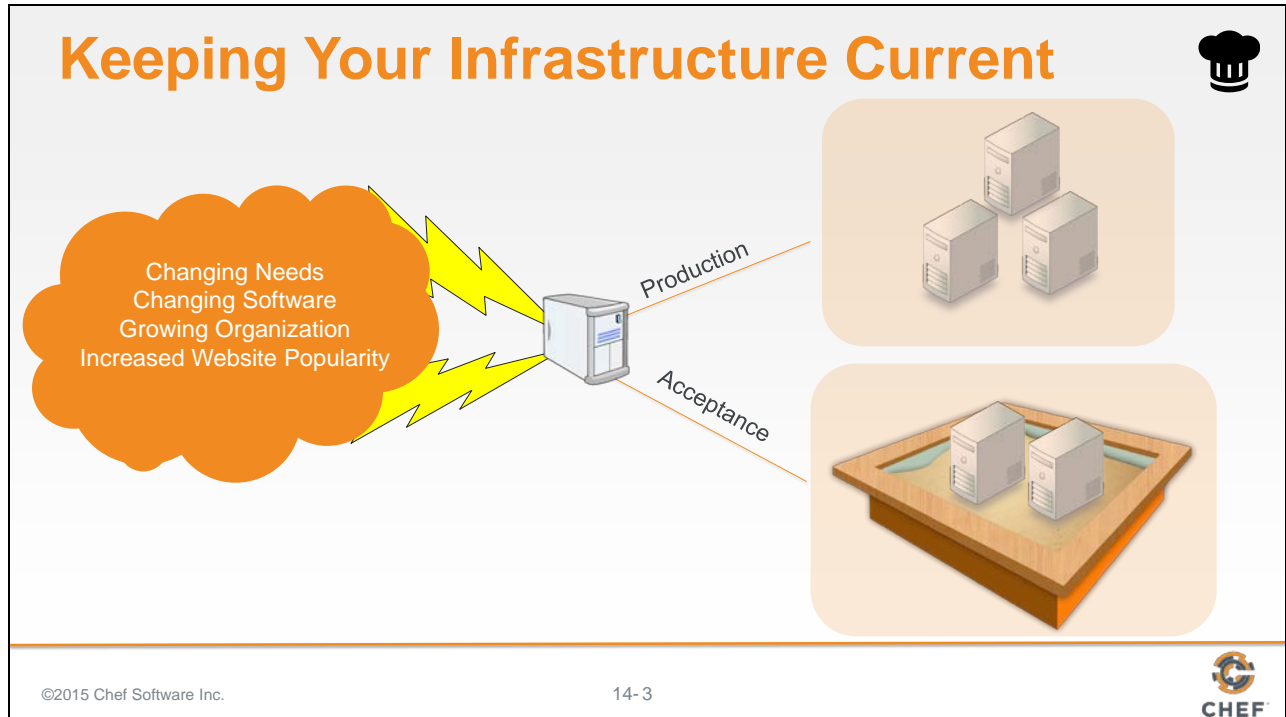 Keeping Your Infrastructure Current
Changing Needs
Changing Software
Growing Organization
Increased Website Popularity
Production
Acceptance
©2015 Chef Software Inc.
14- 3
CHEF